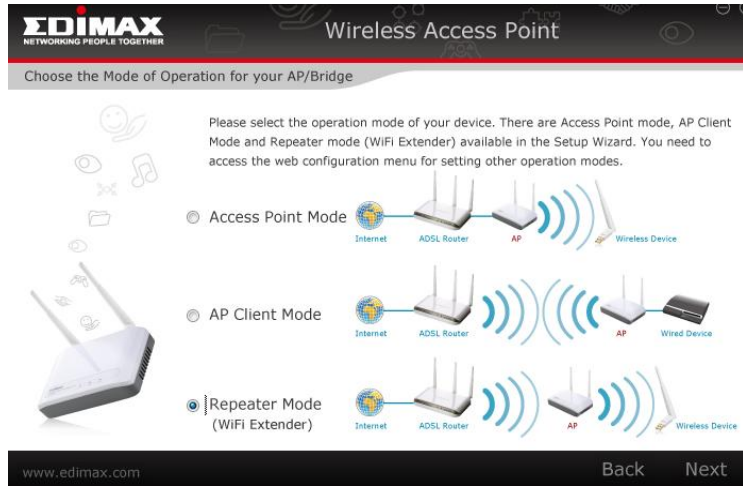 EDIMAX
NETWORKING PEOPLE TOGETHER
Wireless Access Point
Choose the Mode of Operation for your AP/Bridge
Please select the operation mode of your device. There are Access Point mode, AP Client
Mode and Repeater mode (WiFi Extender) available in the Setup Wizard. You need to
access the web configuration menu for setting other operation modes.
Access Point Mode
Internet ADSL Router AP Wireless Device
AP Client Mode
Internet ADSL Router AP Wired Device
Repeater Mode
(WiFi Extender)
Internet ADSL Router AP Wireless Device
www.edimax.com Back Next